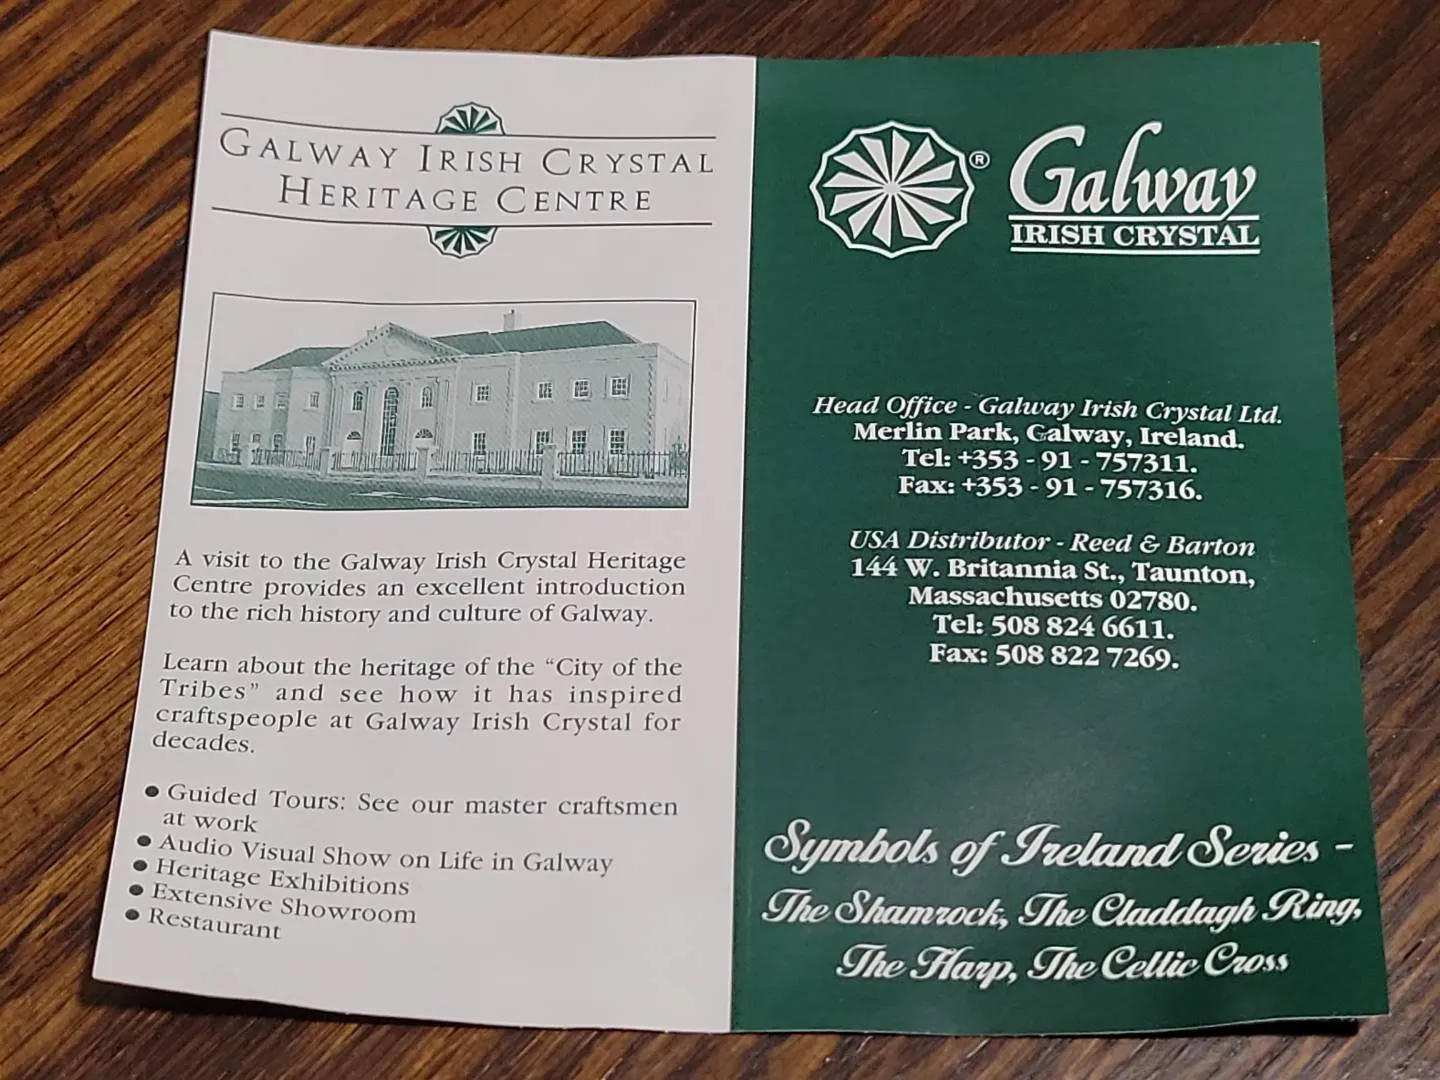 GALWAY IRISH CRYSTAL
HERITAGE CENTRE
A visit to the Galway Irish Crystal Heritage
Centre provides an excellent introduction
to the rich history and culture of Galway.
Learn about the heritage of the “City of the
Tribes” and see how it has inspired
craftspeople at Galway Irish Crystal for
decades.
● Guided Tours: See our master craftsmen
at work
● Audio Visual Show on Life in Galway
● Heritage Exhibitions
● Extensive Showroom
● Restaurant
® Galway
IRISH CRYSTAL
Head Office - Galway Irish Crystal Ltd.
Merlin Park, Galway, Ireland.
Tel: +353 - 91 - 757311.
Fax: +353 - 91 - 757316.
USA Distributor - Reed & Barton
144 W. Britannia St., Taunton,
Massachusetts 02780.
Tel: 508 824 6611.
Fax: 508 822 7269.
Symbols of Ireland Series -
The Shamrock, The Claddagh Ring,
The Harp, The Celtic Cross